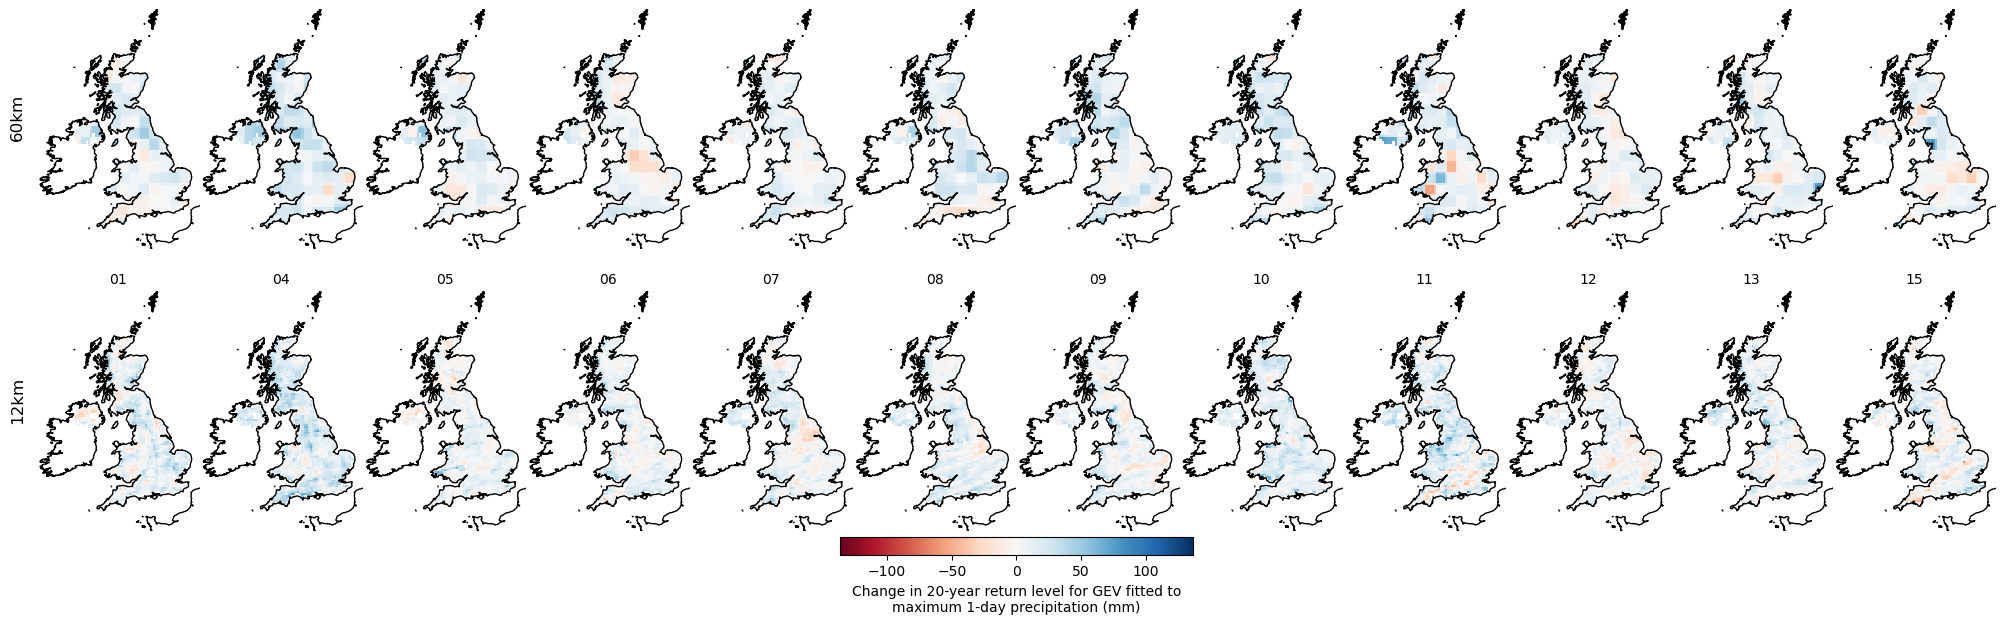 60km
01 04 05 06 07 08 09 10 11 12 13 15
12km
−100 −50 0 50 100
Change in 20-year return level for GEV fitted to
maximum 1-day precipitation (mm)